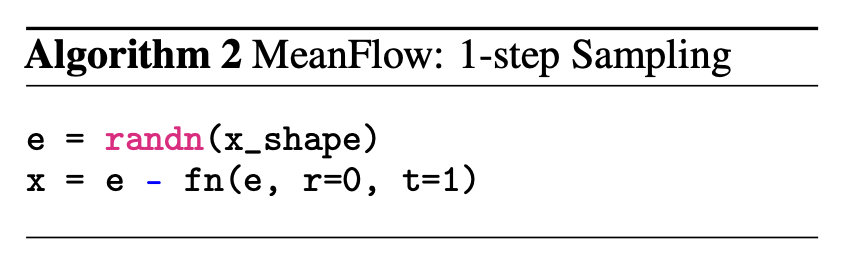 Algorithm 2 MeanFlow: 1-step Sampling
e = randn(x_shape)
x = e - fn(e, r=0, t=1)